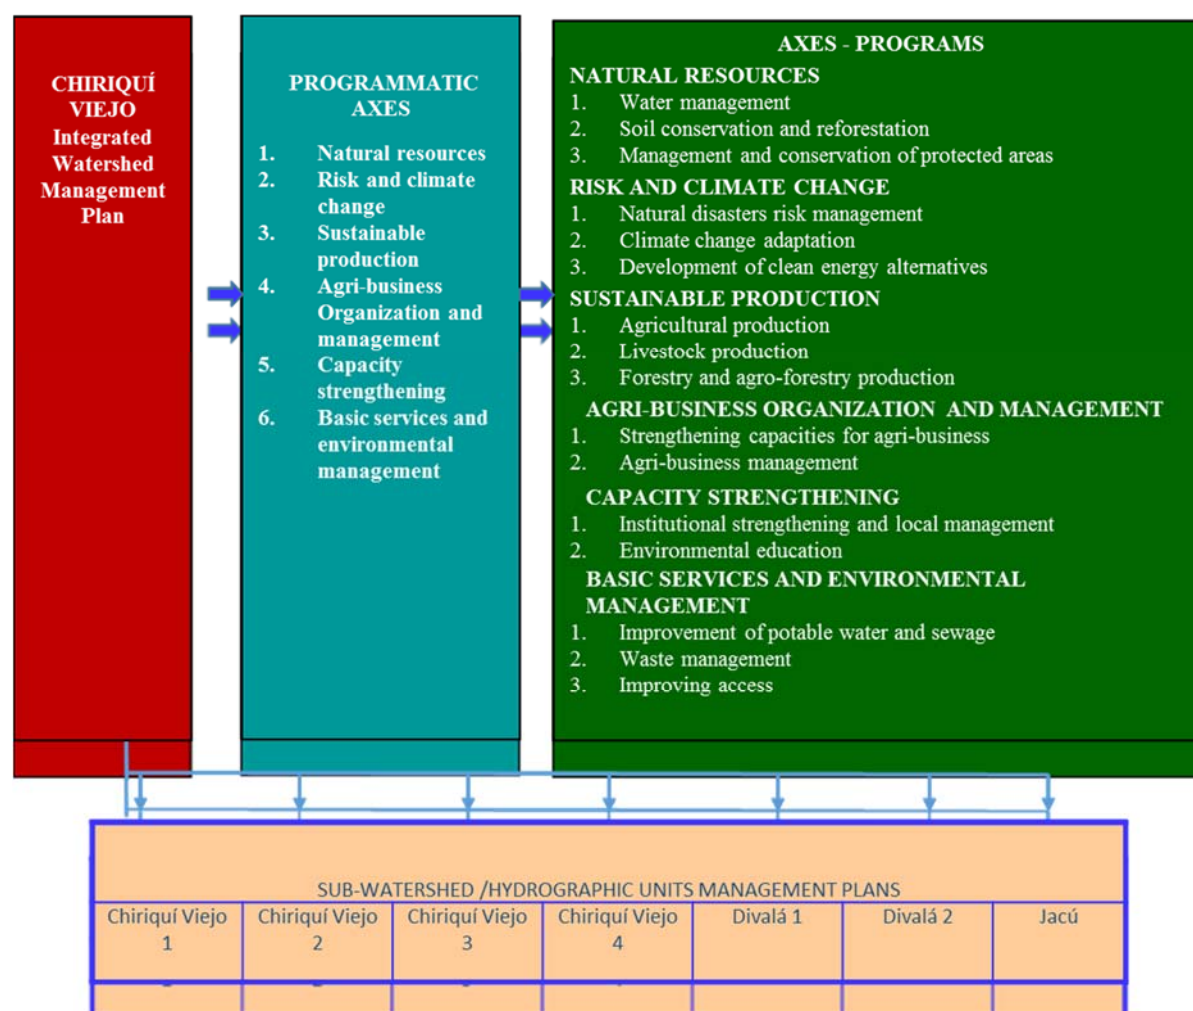 CHIRIQUÍ
VIEJO
Integrated
Watershed
Management
Plan
PROGRAMMATIC
AXES
1. Natural resources
2. Risk and climate
change
3. Sustainable
production
4. Agri-business
Organization and
management
5. Capacity
strengthening
6. Basic services and
environmental
management
AXES - PROGRAMS
NATURAL RESOURCES
1. Water management
2. Soil conservation and reforestation
3. Management and conservation of protected areas
RISK AND CLIMATE CHANGE
1. Natural disasters risk management
2. Climate change adaptation
3. Development of clean energy alternatives
SUSTAINABLE PRODUCTION
1. Agricultural production
2. Livestock production
3. Forestry and agro-forestry production
AGRI-BUSINESS ORGANIZATION AND MANAGEMENT
1. Strengthening capacities for agri-business
2. Agri-business management
CAPACITY STRENGTHENING
1. Institutional strengthening and local management
2. Environmental education
BASIC SERVICES AND ENVIRONMENTAL
MANAGEMENT
1. Improvement of potable water and sewage
2. Waste management
3. Improving access
SUB-WATERSHED /HYDROGRAPHIC UNITS MANAGEMENT PLANS
Chiriquí Viejo
1
Chiriquí Viejo
2
Chiriquí Viejo
3
Chiriquí Viejo
4
Divalá 1
Divalá 2
Jacú